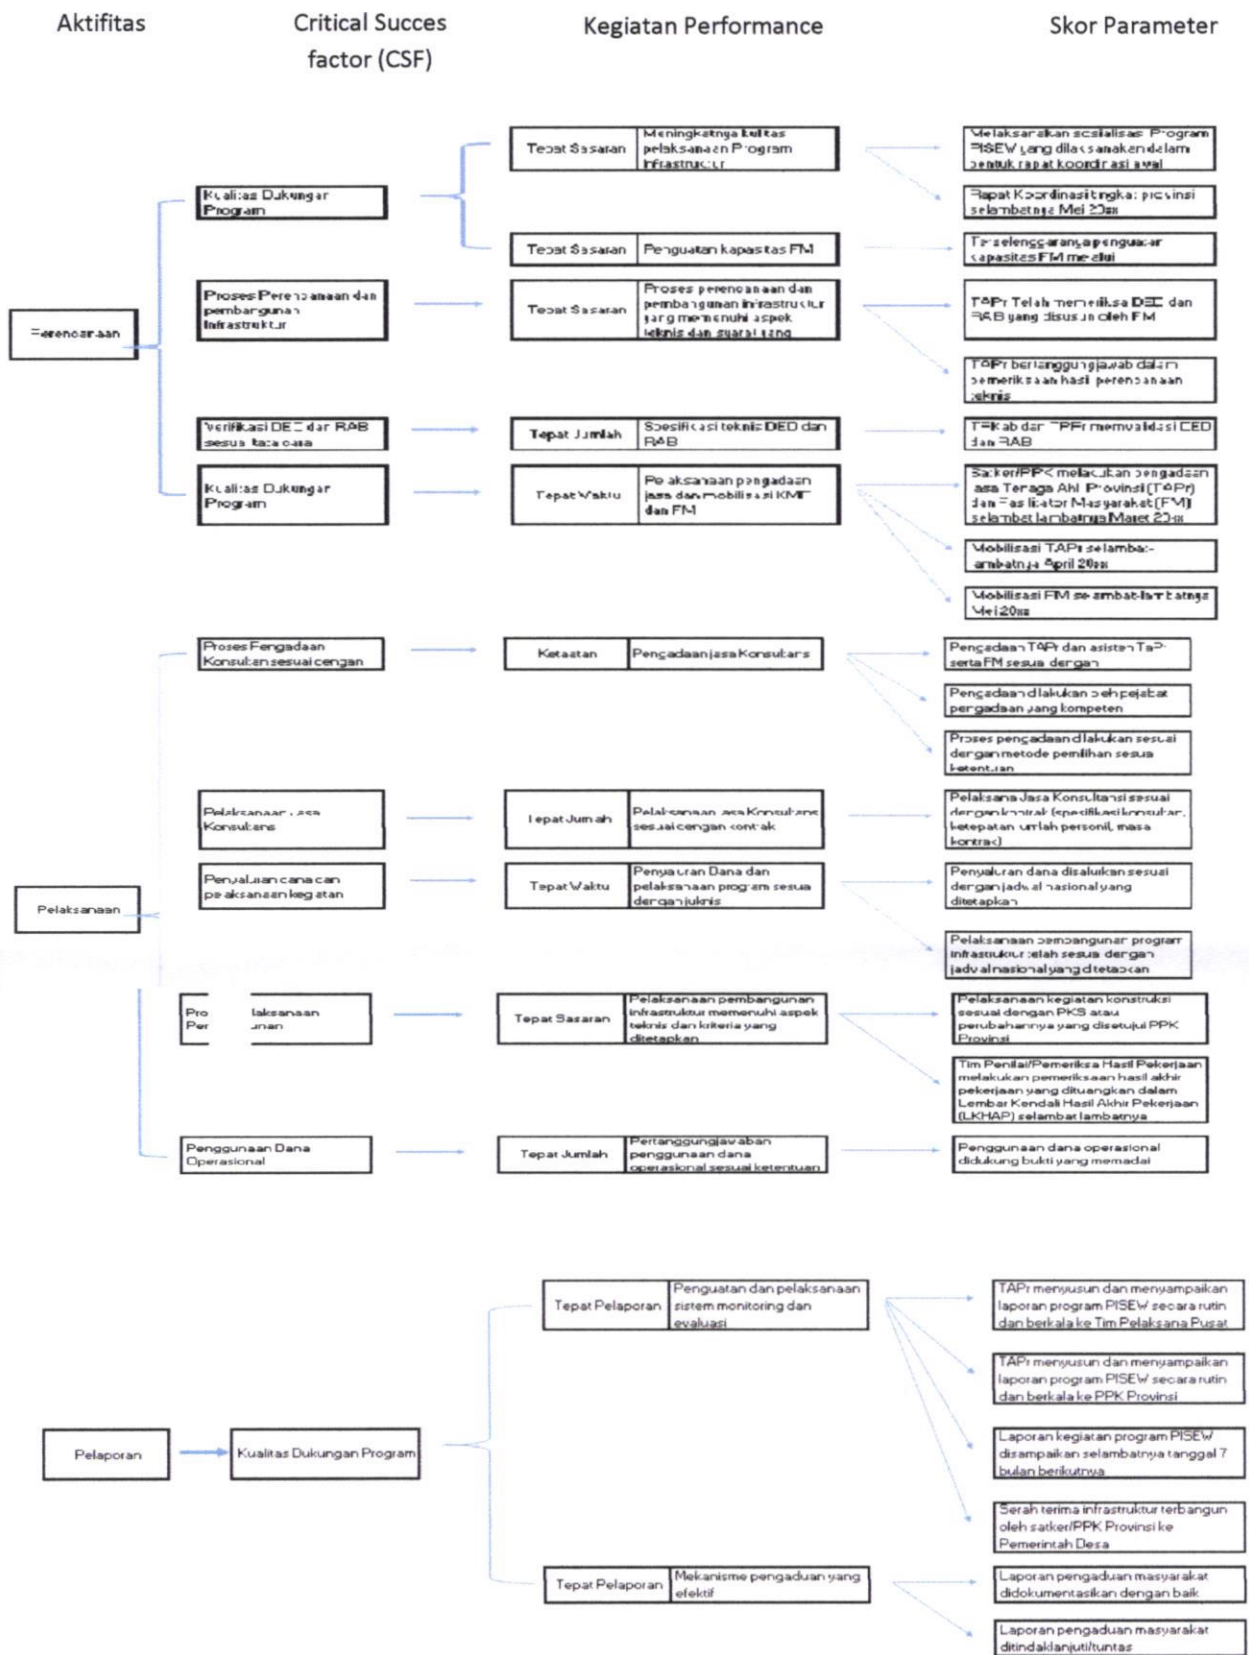 Aktifitas
Critical Succes
factor (CSF)
Kegiatan Performance
Skor Parameter
Perencanaan
Kualitas Dukungan
Program
Tepat Sasaran
Meningkatnya
pelaksanaan Program
Infrastruktur
Melaksanakan sosialisasi Program
PISEW yang dilaksanakan dalam
bentuk rapat koordinasi awal
Rapat Koordinasi tingkat provinsi
selambatnya Mei 20xx
Tepat Sasaran
Penguatan kapasitas FM
Terselenggaranya penguatan
kapasitas FM melalui
Proses Perencanaan dan
pembangunan
Infrastruktur
Tepat Sasaran
Proses perencanaan dan
pembangunan infrastruktur
yang memenuhi aspek
teknis dan syarat yang
TAPr Telah memeriksa DED dan
RAB yang disusun oleh FM
TAPr bertanggungjawab dalam
pemeriksaan hasil perencanaan
teknis
Verifikasi DED dan RAB
sesuai tata cara
Tepat Jumlah
Spesifikasi teknis DED dan
RAB
memvalidasi DED
dan RAB
Kualitas Dukungan
Program
Tepat Waktu
Pelaksanaan pengadaan
jasa dan mobilisasi KMP
dan FM
Satker/PPK melakukan pengadaan
jasa Tenaga Ahli Provinsi (TAPr)
dan Fasilitator Masyarakat (FM)
selambat lambatnya Maret 20xx
Mobilisasi TAPr selambat-
lambatnya April 20xx
Mobilisasi FM selambat-lambatnya
Mei 20xx
Pelaksanaan
Proses Pengadaan
Konsultan sesuai dengan
Ketaatan
Pengadaan jasa Konsultans
Pengadaan TAPr dan asisten TaPr
serta FM sesuai dengan
Pengadaan dilakukan oleh pejabat
pengadaan yang kompeten
Proses pengadaan dilakukan sesuai
dengan metode pemilihan sesuai
ketentuan
Pelaksanaan Jasa
Konsultans
Tepat Jumlah
Pelaksanaan jasa Konsultans
sesuai dengan kontrak
Pelaksana Jasa Konsultansi sesuai
dengan kontrak (spesifikasi konsultan,
ketepatan jumlah personil, masa
kontrak)
Penyaluran dana dan
pelaksanaan kegiatan
Tepat Waktu
Penyaluran Dana dan
pelaksanaan program sesuai
dengan juknis
Penyaluran dana disalurkan sesuai
dengan jadwal nasional yang
ditetapkan
Pelaksanaan pembangunan program
infrastruktur telah sesuai dengan
jadwal nasional yang ditetapkan
Pro laksanaan
Per unan
Tepat Sasaran
Pelaksanaan pembangunan
infrastruktur memenuhi aspek
teknis dan kriteria yang
ditetapkan
Pelaksanaan kegiatan konstruksi
sesuai dengan PKS atau
perubahannya yang disetujui PPK
Provinsi
Tim Penilai/Pemeriksa Hasil Pekerjaan
melakukan pemeriksaan hasil akhir
pekerjaan yang dituangkan dalam
Lembar Kendali Hasil Akhir Pekerjaan
(LKHAP) selambat lambatnya
Penggunaan Dana
Operasional
Tepat Jumlah
Pertanggungjawaban
penggunaan dana
operasional sesuai ketentuan
Penggunaan dana operasional
didukung bukti yang memadai
Pelaporan
Kualitas Dukungan Program
Tepat Pelaporan
Penguatan dan pelaksanaan
sistem monitoring dan
evaluasi
TAPr menyusun dan menyampaikan
laporan program PISEW secara rutin
dan berkala ke Tim Pelaksana Pusat
TAPr menyusun dan menyampaikan
laporan program PISEW secara rutin
dan berkala ke PPK Provinsi
Laporan kegiatan program PISEW
disampaikan selambatnya tanggal 7
bulan berikutnya
Serah terima infrastruktur terbangun
oleh satker/PPK Provinsi ke
Pemerintah Desa
Tepat Pelaporan
Mekanisme pengaduan yang
efektif
Laporan pengaduan masyarakat
didokumentasikan dengan baik
Laporan pengaduan masyarakat
ditindaklanjuti/tuntas